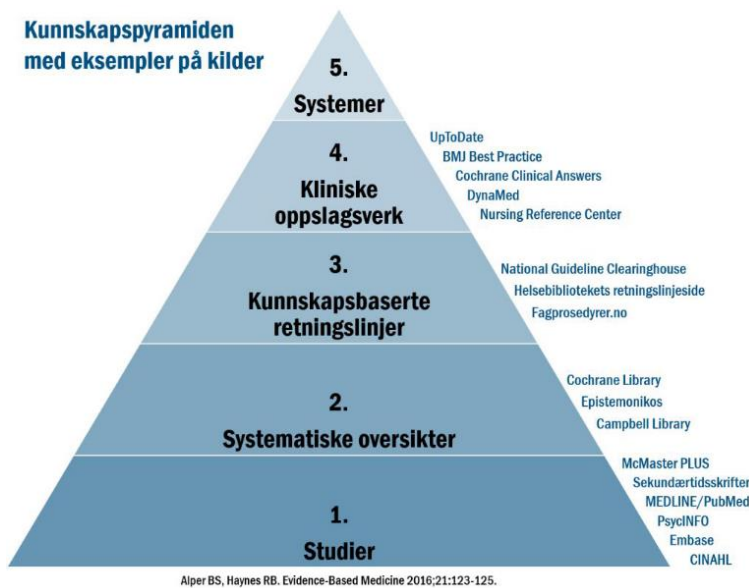 Kunnskapspyramiden
med eksempler på kilder
5.
Systemer
4.
Kliniske
oppslagsverk
UpToDate
BMJ Best Practice
Cochrane Clinical Answers
DynaMed
Nursing Reference Center
3.
Kunnskapsbaserte
retningslinjer
National Guideline Clearinghouse
Helsebibliotekets retningslinjeside
Fagprosedyrer.no
2.
Systematiske oversikter
Cochrane Library
Epistemonikos
Campbell Library
1.
Studier
McMaster PLUS
Sekundærtidsskrifter
MEDLINE/PubMed
PsycINFO
Embase
CINAHL
Alper BS, Haynes RB. Evidence-Based Medicine 2016;21:123-125.